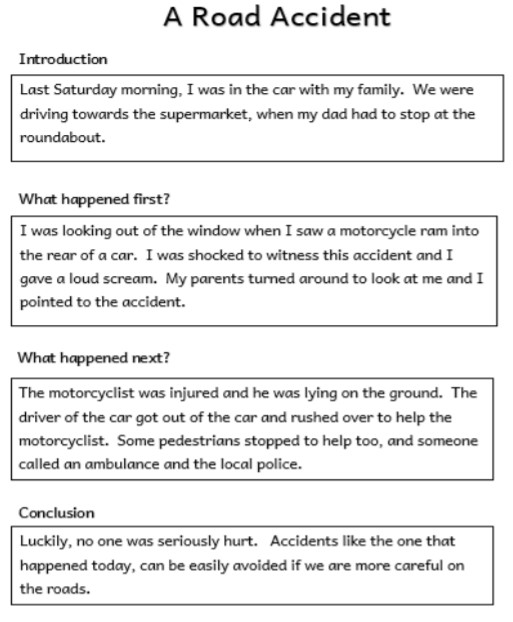 A Road Accident
Introduction
Last Saturday morning, I was in the car with my family. We were
driving towards the supermarket, when my dad had to stop at the
roundabout.
What happened first?
I was looking out of the window when I saw a motorcycle ram into
the rear of a car. I was shocked to witness this accident and I
gave a loud scream. My parents turned around to look at me and I
pointed to the accident.
What happened next?
The motorcyclist was injured and he was lying on the ground. The
driver of the car got out of the car and rushed over to help the
motorcyclist. Some pedestrians stopped to help too, and someone
called an ambulance and the local police.
Conclusion
Luckily, no one was seriously hurt. Accidents like the one that
happened today, can be easily avoided if we are more careful on
the roads.